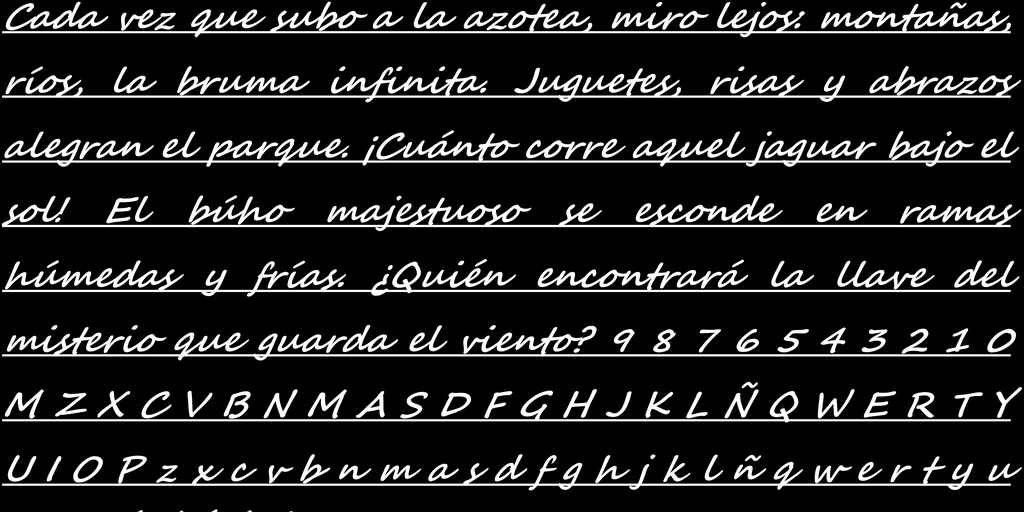 Cada vez que subo a la azotea, miro lejos: montañas,
ríos, la bruma infinita. Juguetes, risas y abrazos
alegran el parque. ¡Cuánto corre aquel jaguar bajo el
sol! El búho majestuoso se esconde en ramas
húmedas y frías. ¿Quién encontrará la llave del
misterio que guarda el viento? 9 8 7 6 5 4 3 2 1 0
M Z X C V B N M A S D F G H J K L Ñ Q W E R T Y
U I O P z x c v b n m a s d f g h j k l ñ q w e r t y u